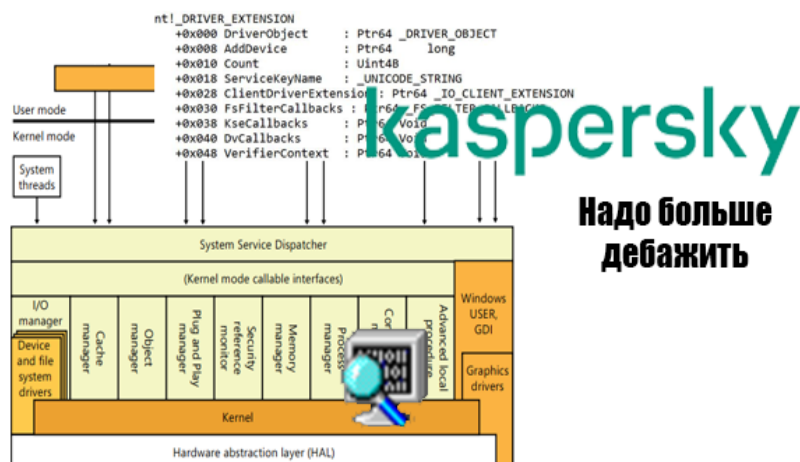 nt!_DRIVER_EXTENSION
+0x000 DriverObject : Ptr64 _DRIVER_OBJECT
+0x008 AddDevice : Ptr64 long
+0x010 Count : Uint4B
+0x018 ServiceKeyName : _UNICODE_STRING
+0x028 ClientDriverExtension : Ptr64 _IO_CLIENT_EXTENSION
+0x030 FsFilterCallbacks :
+0x038 KseCallbacks : Void
+0x040 DvCallbacks :
+0x048 VerifierContext :
kaspersky
User mode
Kernel mode
System
threads
Надо больше
дебажить
System Service Dispatcher
(Kernel mode callable interfaces)
I/O
manager
Device
and file
system
drivers
Cache
manager
Object
manager
Plug and Play
manager
Security
reference
monitor
Memory
manager
manager
Advanced local
procedure
Windows
USER,
GDI
Graphics
drivers
Kernel
Hardware abstraction layer (HAL)